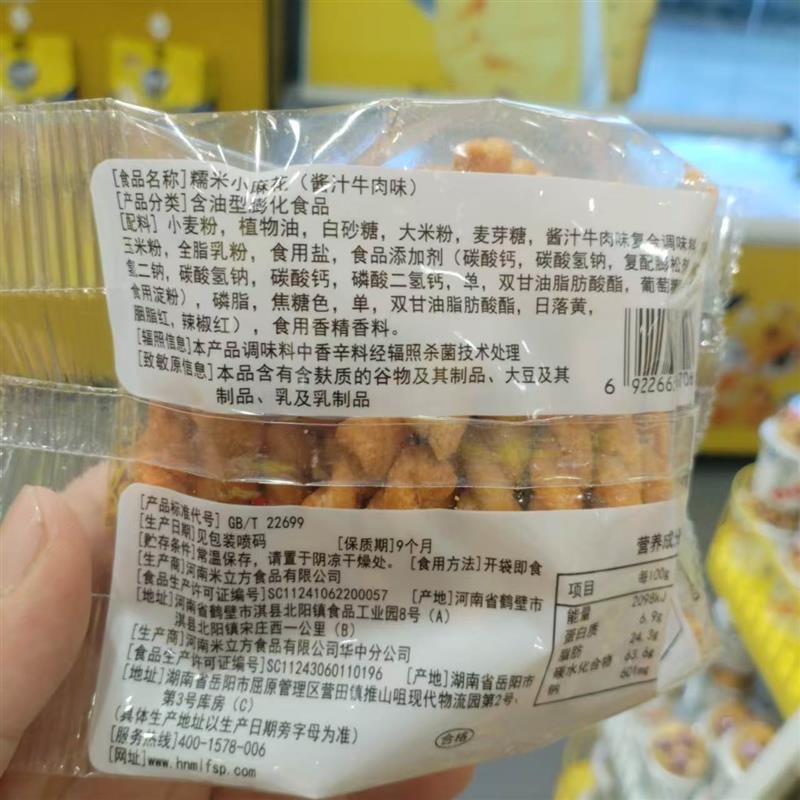 [食品名称]糯米小麻花（酱汁牛肉味）
[产品分类]含油型膨化食品
[配料]小麦粉，植物油，白砂糖，大米粉，麦芽糖，酱汁牛肉味复合调味料
玉米粉，全脂乳粉，食用盐，食品添加剂（碳酸钙，碳酸氢钠，复配膨松剂
氢二钠，碳酸氢钠，碳酸钙，磷酸二氢钙，单，双甘油脂肪酸酯，葡萄
食用淀粉），磷脂，焦糖色，单，双甘油脂肪酸酯，日落黄，
胭脂红，辣椒红），食用香精香料。
[辐照信息]本产品调味料中香辛料经辐照杀菌技术处理
[致敏原信息]本品含有含麸质的谷物及其制品、大豆及其
制品、乳及乳制品
6 92266
[产品标准代号] GB/T 22699
[生产日期]见包装喷码 [保质期]9个月
[贮存条件]常温保存，请置于阴凉干燥处。[食用方法]开袋即食
[生产商]河南米立方食品有限公司
[食品生产许可证编号]SC11241062200057 [产地]河南省鹤壁市
[地址]河南省鹤壁市淇县北阳镇食品工业园8号（A）
淇县北阳镇宋庄西一公里（B）
[生产商]河南米立方食品有限公司华中分公司
[食品生产许可证编号]SC11243060110196 [产地]湖南省岳阳市
[地址]湖南省岳阳市屈原管理区营田镇推山咀现代物流园第2号、
第3号库房（C）
（具体生产地址以生产日期旁字母为准）
[服务热线]400-1578-006
[网址]www.hnmlfsp.com
合格
营养成
项目 每100g
能量 2098kJ
蛋白质 6.9g
脂肪 24.3g
碳水化合物 63.6g
钠 601mg